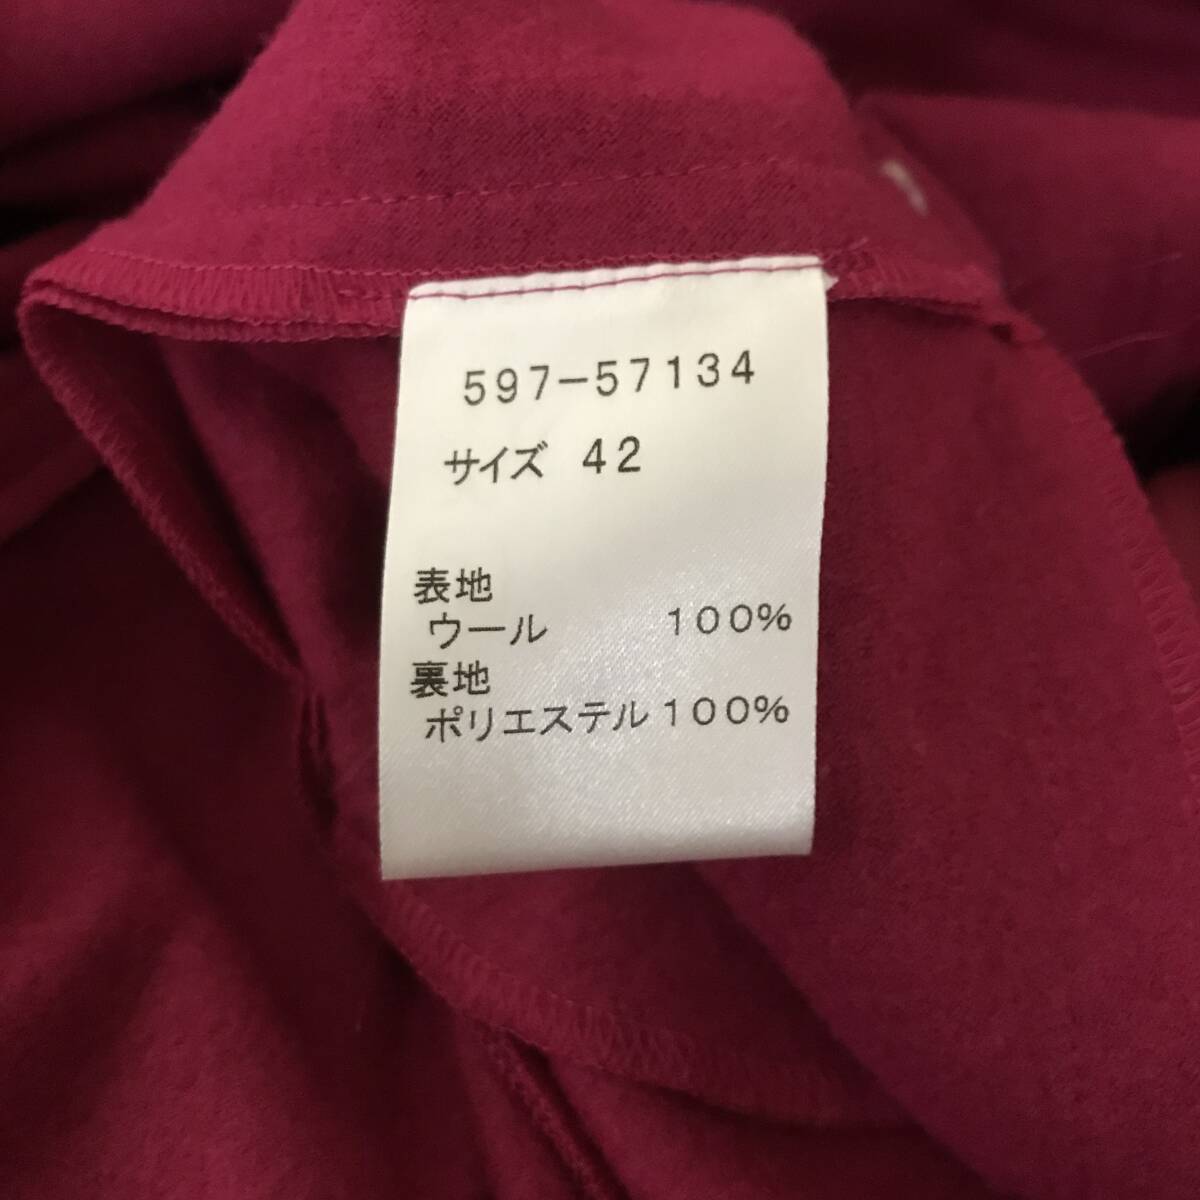 597-57134
サイズ 42
表地
ウール 100%
裏地
ポリエステル100%